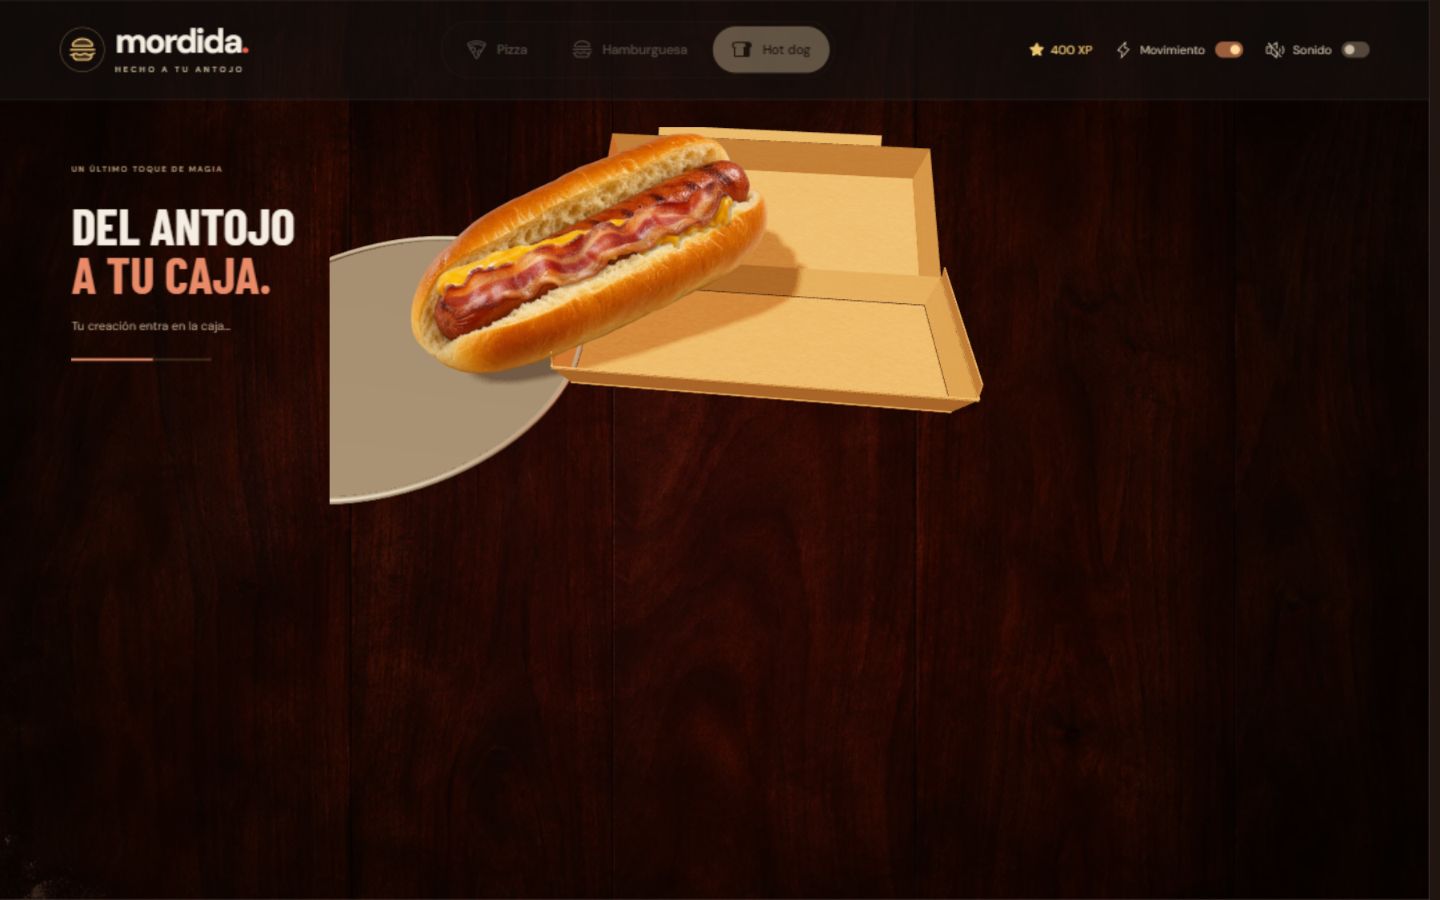 mordida.
HECHO A TU ANTOJO
Pizza
Hamburguesa
Hot dog
400 XP
Movimiento
Sonido
UN ÚLTIMO TOQUE DE MAGIA
DEL ANTOJO
A TU CAJA.
Tu creación entra en la caja...